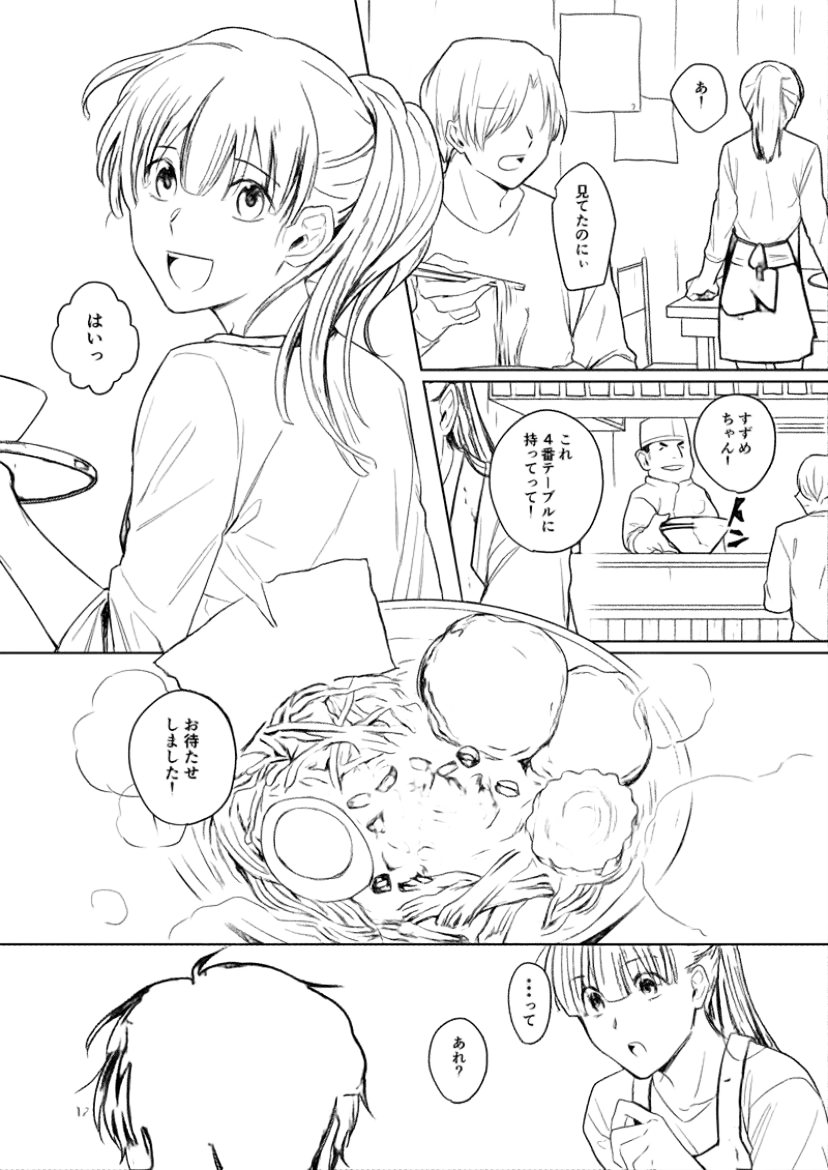 あ!
見てたのにぃ
すずめ
ちゃん!
トン
これ
4番テーブルに
持ってって!
はいっ
お待たせ
しました!
…って
あれ?
12